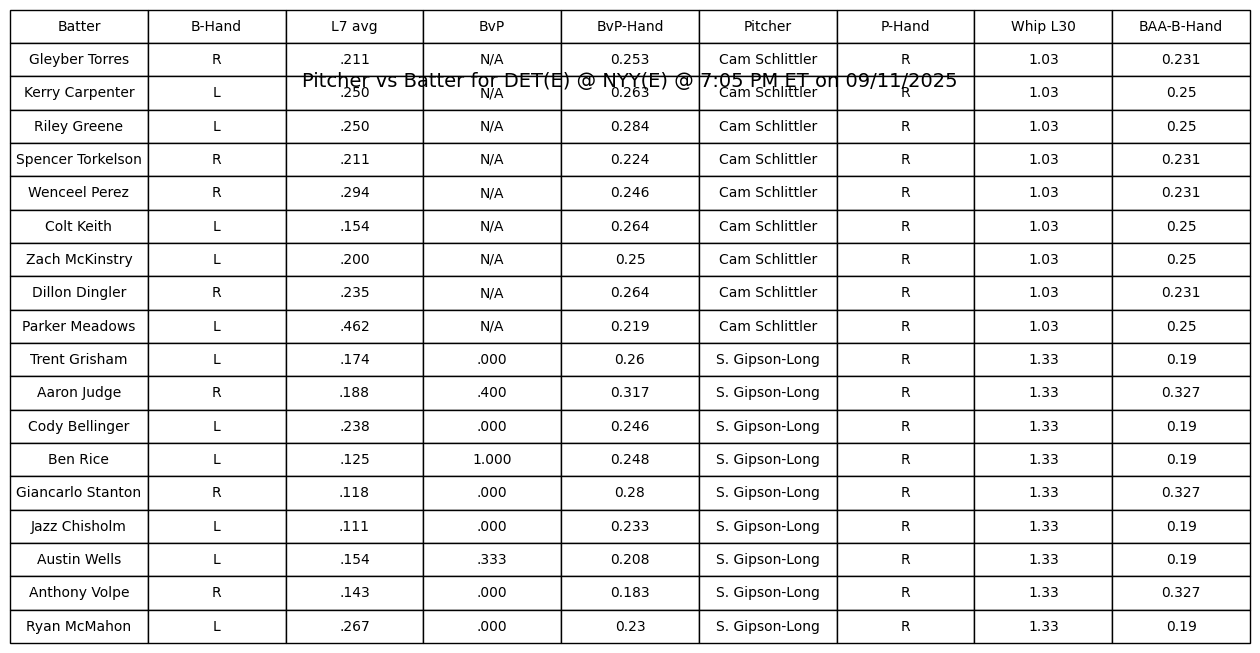 Batter B-Hand L7 avg BvP BvP-Hand Pitcher P-Hand Whip L30 BAA-B-Hand
Gleyber Torres R .211 N/A 0.253 Cam Schlittler R 1.03 0.231
Pitcher vs Batter for DET(E) @ NYY(E) @ 7:05 PM ET on 09/11/2025
Kerry Carpenter L .250 N/A 0.263 Cam Schlittler R 1.03 0.25
Riley Greene L .250 N/A 0.284 Cam Schlittler R 1.03 0.25
Spencer Torkelson R .211 N/A 0.224 Cam Schlittler R 1.03 0.231
Wenceel Perez R .294 N/A 0.246 Cam Schlittler R 1.03 0.231
Colt Keith L .154 N/A 0.264 Cam Schlittler R 1.03 0.25
Zach McKinstry L .200 N/A 0.25 Cam Schlittler R 1.03 0.25
Dillon Dingler R .235 N/A 0.264 Cam Schlittler R 1.03 0.231
Parker Meadows L .462 N/A 0.219 Cam Schlittler R 1.03 0.25
Trent Grisham L .174 .000 0.26 S. Gipson-Long R 1.33 0.19
Aaron Judge R .188 .400 0.317 S. Gipson-Long R 1.33 0.327
Cody Bellinger L .238 .000 0.246 S. Gipson-Long R 1.33 0.19
Ben Rice L .125 1.000 0.248 S. Gipson-Long R 1.33 0.19
Giancarlo Stanton R .118 .000 0.28 S. Gipson-Long R 1.33 0.327
Jazz Chisholm L .111 .000 0.233 S. Gipson-Long R 1.33 0.19
Austin Wells L .154 .333 0.208 S. Gipson-Long R 1.33 0.19
Anthony Volpe R .143 .000 0.183 S. Gipson-Long R 1.33 0.327
Ryan McMahon L .267 .000 0.23 S. Gipson-Long R 1.33 0.19